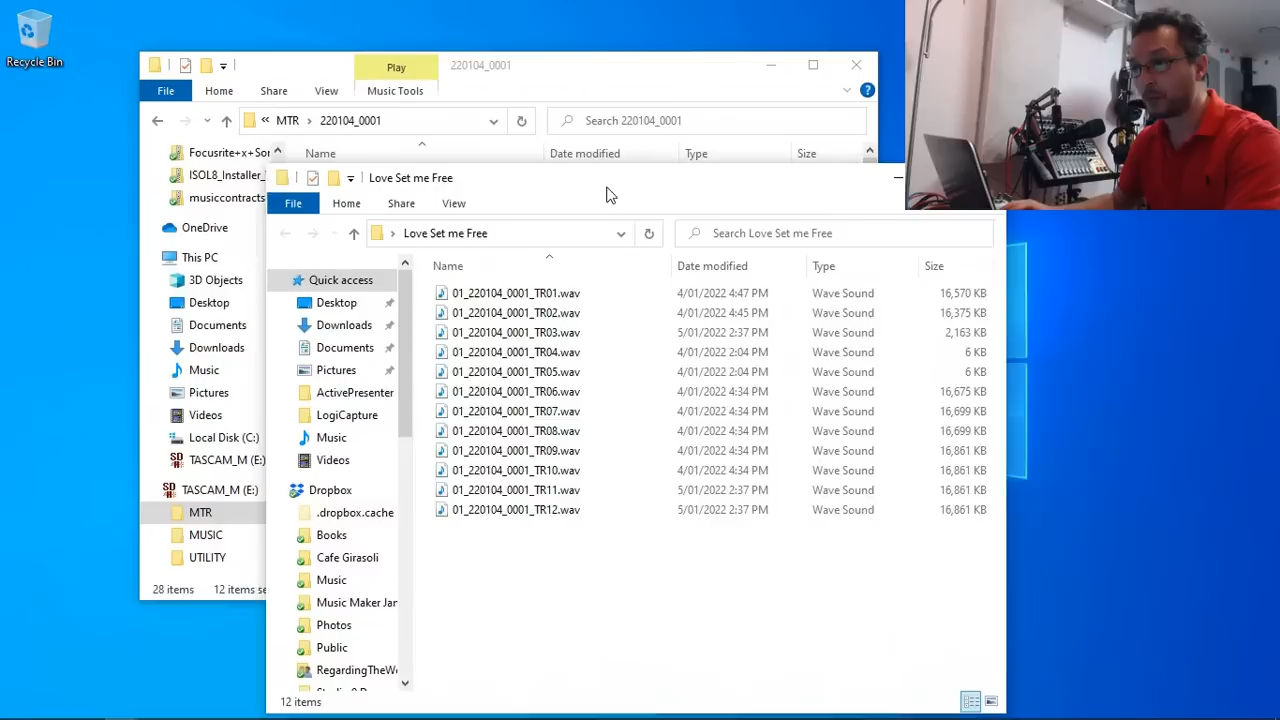 Recycle Bin
Play
220104_0001
File
Home
Share
View
Music Tools
MTR
220104_0001
Search 220104_0001
Name
Date modified
Type
Size
Focusrite+x+Sor
ISOL8_Installer_
musiccontracts
OneDrive
This PC
3D Objects
Desktop
Documents
Downloads
Music
Pictures
Videos
Local Disk (C:)
TASCAM_M (E:)
TASCAM_M (E:)
MTR
MUSIC
UTILITY
28 items
12 items se
Love Set me Free
File
Home
Share
View
Love Set me Free
Search Love Set me Free
Quick access
Desktop
Downloads
Documents
Pictures
ActivePresenter
LogiCapture
Music
Videos
Dropbox
.dropbox.cache
Books
Cafe Girasoli
Music
Music Maker Jar
Photos
Public
RegardingTheWo
Name Date modified Type Size
01_220104_0001_TR01.wav 4/01/2022 4:47 PM Wave Sound 16,570 KB
01_220104_0001_TR02.wav 4/01/2022 4:45 PM Wave Sound 16,375 KB
01_220104_0001_TR03.wav 5/01/2022 2:37 PM Wave Sound 2,163 KB
01_220104_0001_TR04.wav 4/01/2022 2:04 PM Wave Sound 6 KB
01_220104_0001_TR05.wav 4/01/2022 2:04 PM Wave Sound 6 KB
01_220104_0001_TR06.wav 4/01/2022 4:34 PM Wave Sound 16,675 KB
01_220104_0001_TR07.wav 4/01/2022 4:34 PM Wave Sound 16,699 KB
01_220104_0001_TR08.wav 4/01/2022 4:34 PM Wave Sound 16,699 KB
01_220104_0001_TR09.wav 4/01/2022 4:34 PM Wave Sound 16,861 KB
01_220104_0001_TR10.wav 4/01/2022 4:34 PM Wave Sound 16,861 KB
01_220104_0001_TR11.wav 5/01/2022 2:37 PM Wave Sound 16,861 KB
01_220104_0001_TR12.wav 5/01/2022 2:37 PM Wave Sound 16,861 KB
12 items